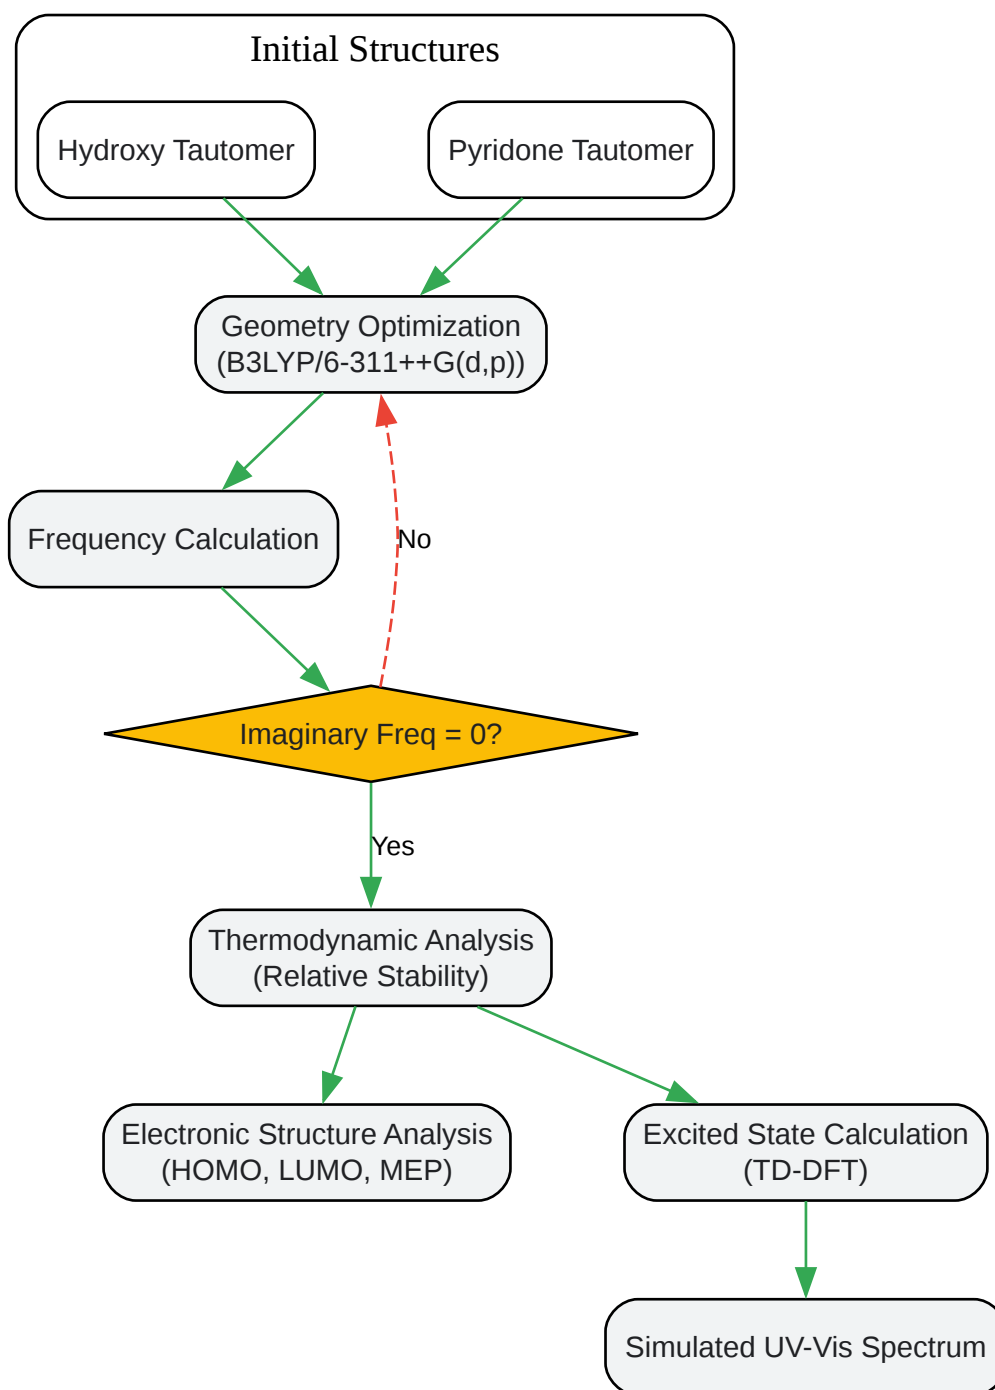 Initial Structures
Hydroxy Tautomer
Pyridone Tautomer
Geometry Optimization
(B3LYP/6-311++G(d,p))
Frequency Calculation
No
Imaginary Freq = 0?
Yes
Thermodynamic Analysis
(Relative Stability)
Electronic Structure Analysis
(HOMO, LUMO, MEP)
Excited State Calculation
(TD-DFT)
Simulated UV-Vis Spectrum